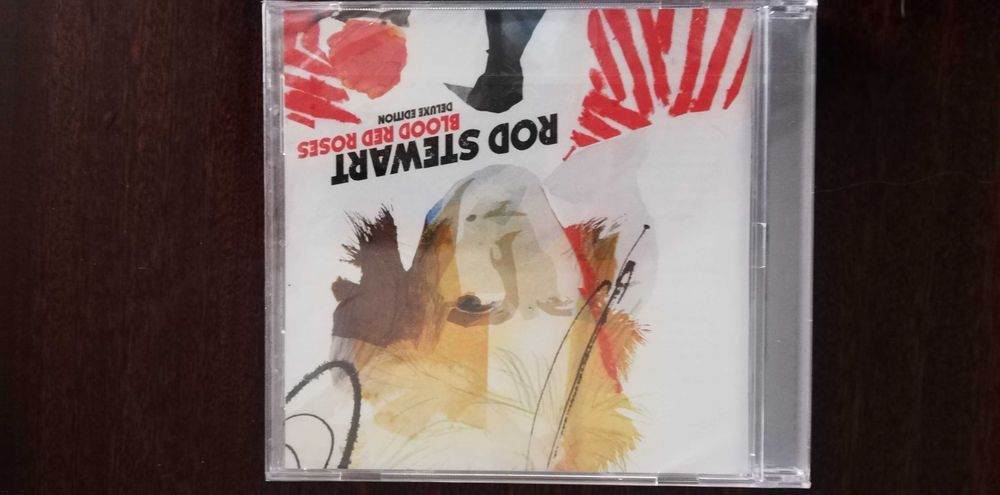 ROD STEWART
BLOOD RED ROSES
DELUXE EDITION